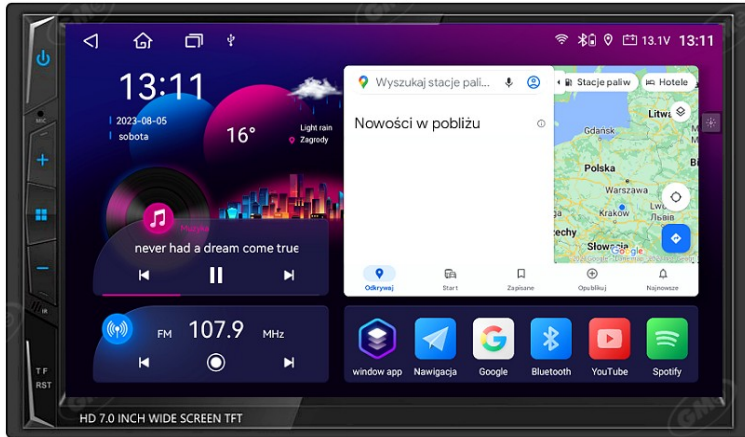 13.1V 13:11
13:11
2023-08-05
sobota
16°
Light rain
Zagrody
Muzyka
never had a dream come true
FM 107.9 MHz
Wyszukaj stacje pali...
Nowości w pobliżu
Stacje paliw
Hotele
Litwa
Gdańsk
Polska
Warszawa
Kraków
Львів
Google
Odkrywaj
Start
Zapisane
Opublikuj
Najnowsze
window app
Nawigacja
Google
Bluetooth
YouTube
Spotify
MIC
IR
TF
RST
HD 7.0 INCH WIDE SCREEN TFT
GMG